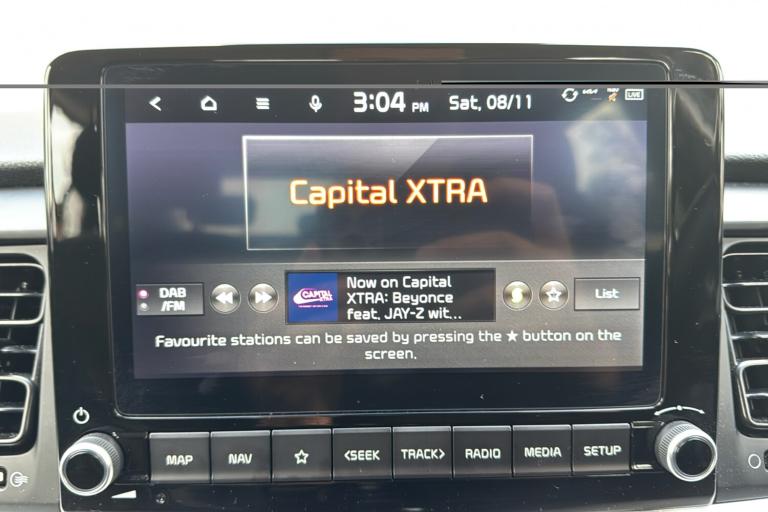 3:04 PM Sat, 08/11 LIVE
Capital XTRA
DAB
/FM
CAPITAL
XTRA
Now on Capital
XTRA: Beyonce
feat. JAY-Z wit...
List
Favourite stations can be saved by pressing the ★ button on the
screen.
MAP NAV ☆ <SEEK TRACK> RADIO MEDIA SETUP